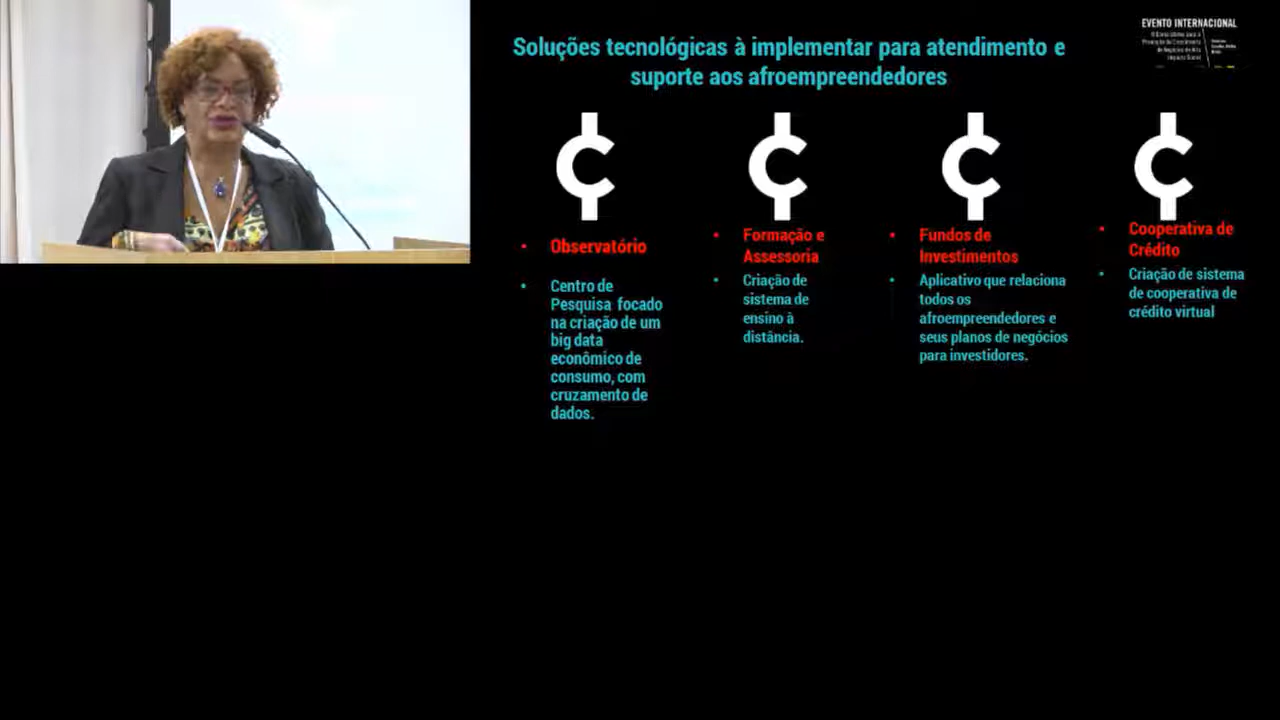 Soluções tecnológicas à implementar para atendimento e
suporte aos afroempreendedores
EVENTO INTERNACIONAL
• Observatório
• Centro de
Pesquisa focado
na criação de um
big data
econômico de
consumo, com
cruzamento de
dados.
• Formação e
Assessoria
• Criação de
sistema de
ensino à
distância.
• Fundos de
Investimentos
• Aplicativo que relaciona
todos os
afroempreendedores e
seus planos de negócios
para investidores.
• Cooperativa de
Crédito
• Criação de sistema
de cooperativa de
crédito virtual